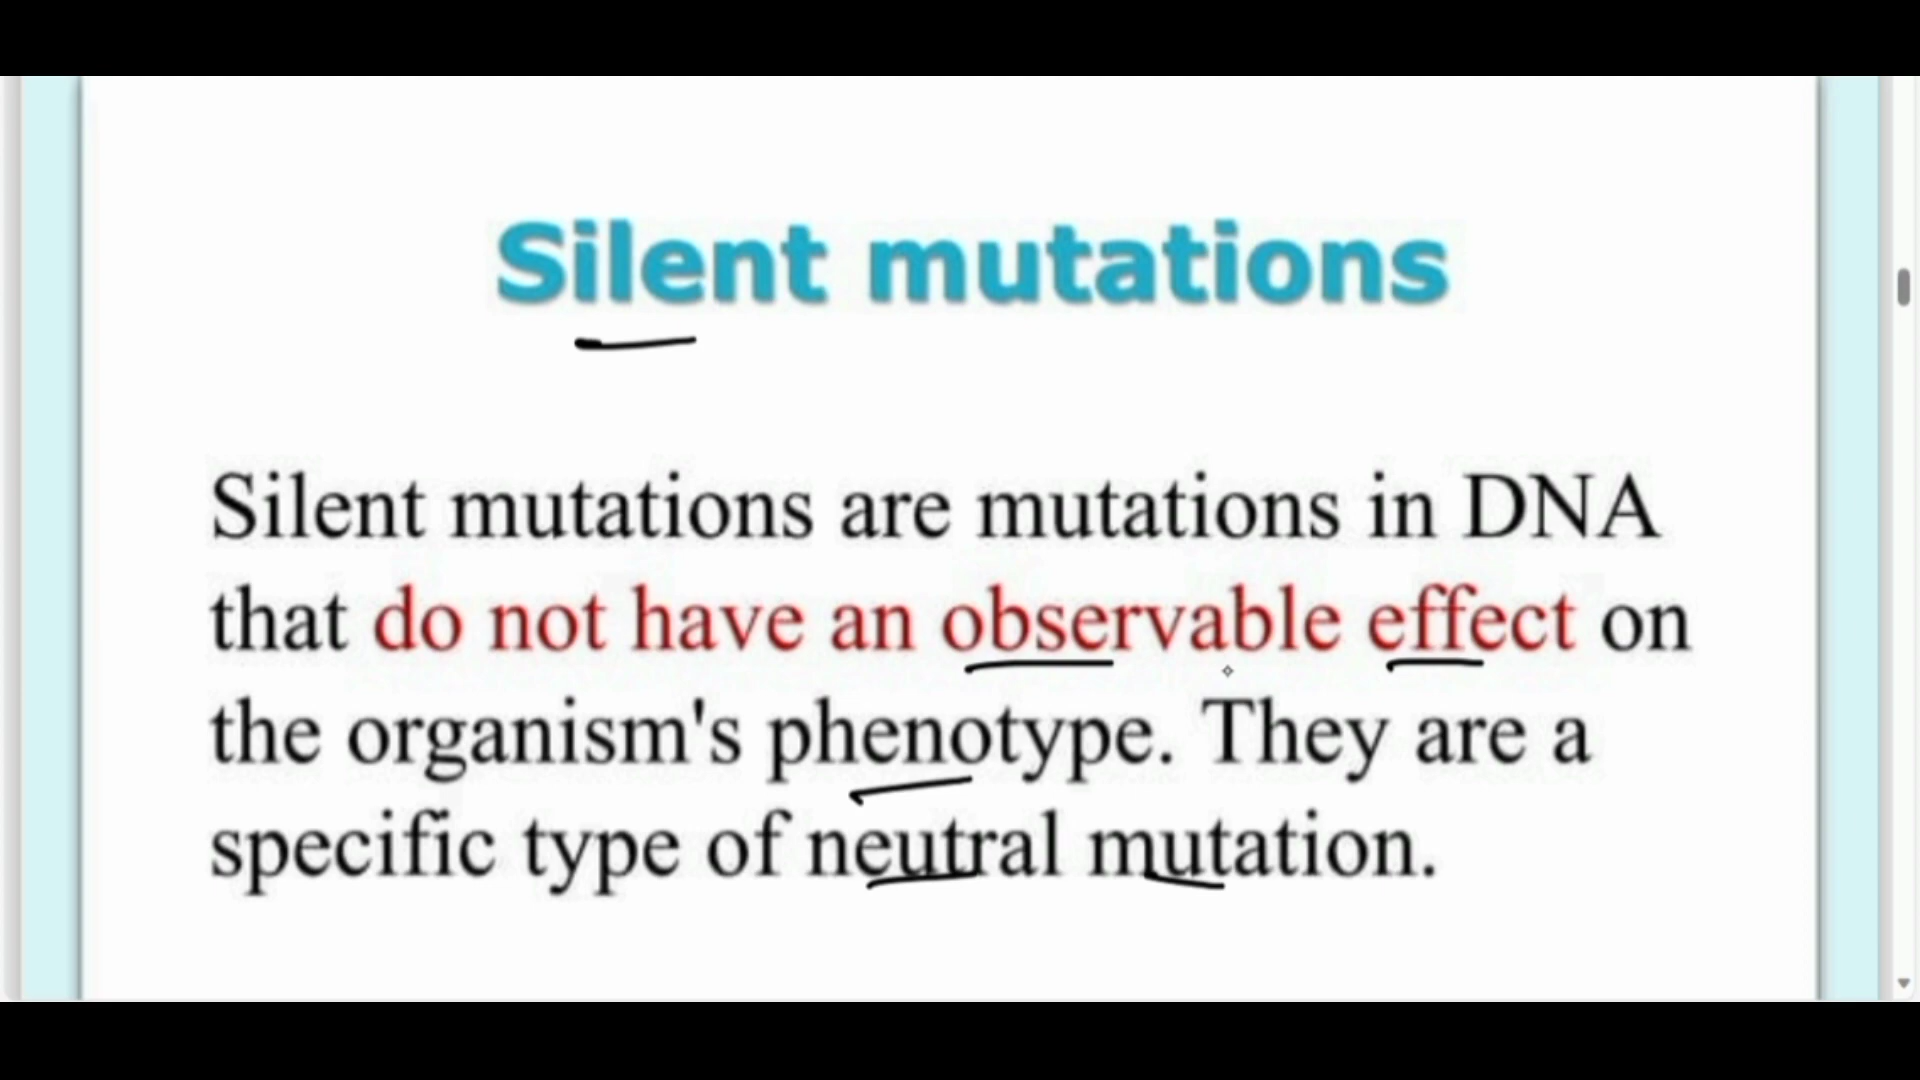 Silent mutations
Silent mutations are mutations in DNA
that do not have an observable effect on
the organism's phenotype. They are a
specific type of neutral mutation.